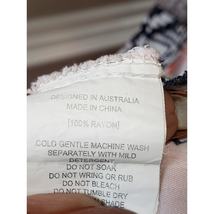 DESIGNED IN AUSTRALIA
MADE IN CHINA
[100% RAYON]
COLD GENTLE MACHINE WASH
SEPARATELY WITH MILD
DETERGENT
DO NOT SOAK
DO NOT WRING OR RUB
DO NOT BLEACH
DO NOT TUMBLE DRY
SHADE